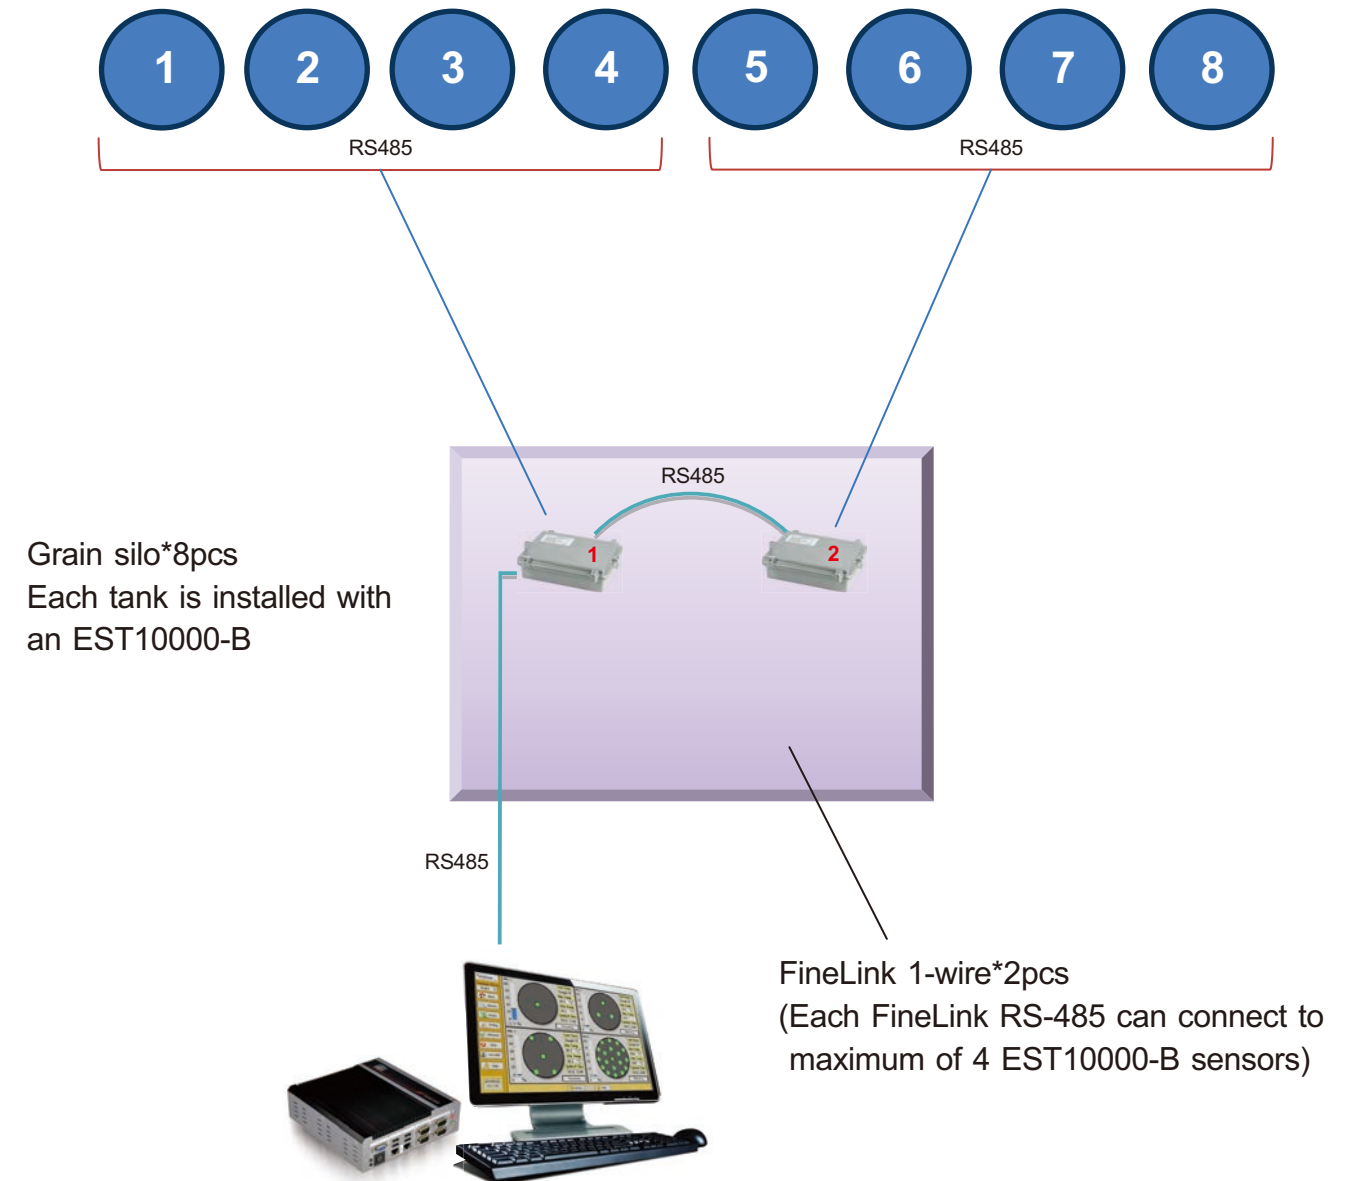 1 2 3 4 5 6 7 8
RS485 RS485
RS485
1 2
Grain silo*8pcs
Each tank is installed with
an EST10000-B
RS485
FineLink 1-wire*2pcs
(Each FineLink RS-485 can connect to
maximum of 4 EST10000-B sensors)